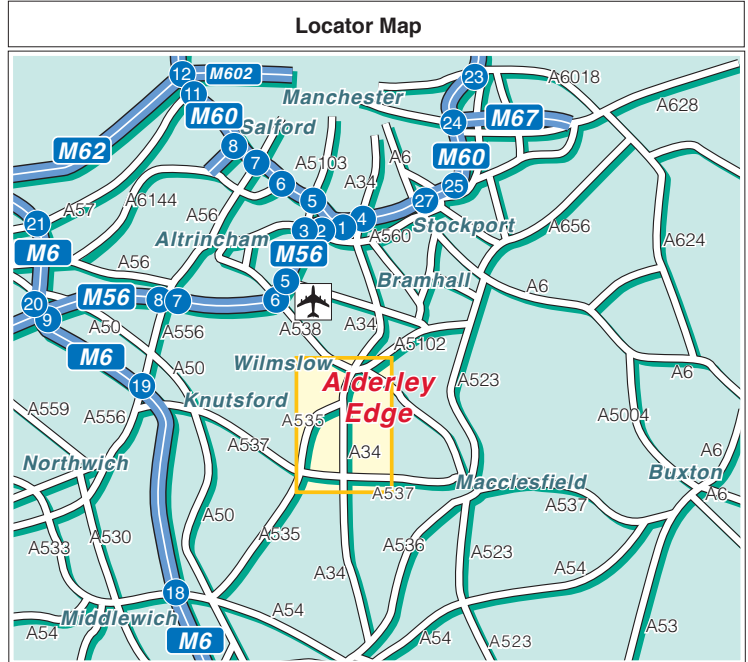 Locator Map
12
M602
23
A6018
11
Manchester
A628
M60
24
M67
Salford
M62
8
7
A5103
A6
M60
6
A34
25
A6144
5
27
A57
A56
21
4
Stockport
A656
3
2
1
Altrincham
A560
A624
M6
M56
A56
Bramhall
5
A6
20
M56
8
7
6
9
A50
A556
A538
A34
A5102
M6
A50
Wilmslow
A6
19
Alderley
A523
Knutsford
Edge
A559
A556
A535
A5004
A537
A34
A6
Northwich
Macclesfield
Buxton
A537
A537
A6
A50
A530
A535
A536
A523
A533
A34
A54
18
Middlewich
A54
A53
A54
M6
A54
A523